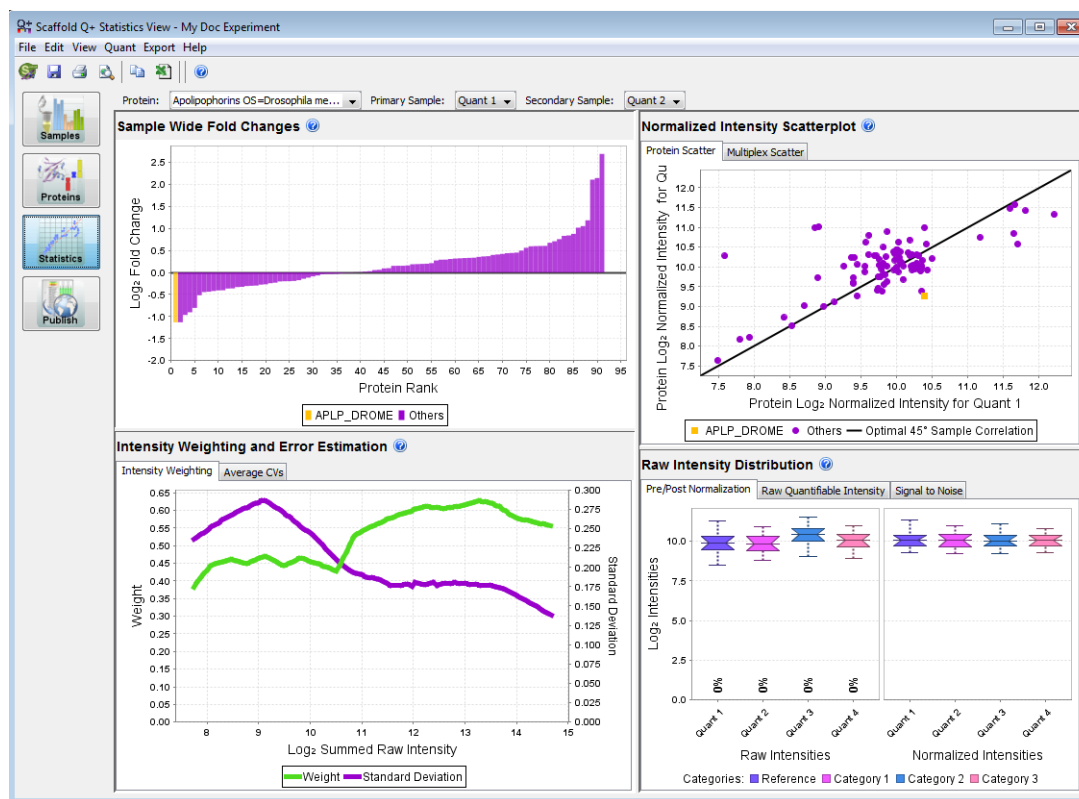 Scaffold Q+ Statistics View - My Doc Experiment
File Edit View Quant Export Help
Protein: Apolipophorins OS=Drosophila me... Primary Sample: Quant 1 Secondary Sample: Quant 2
Samples
Proteins
Statistics
Publish
Sample Wide Fold Changes
Log₂ Fold Change
2.5
2.0
1.5
1.0
0.5
0.0
-0.5
-1.0
-1.5
-2.0
0 5 10 15 20 25 30 35 40 45 50 55 60 65 70 75 80 85 90 95
Protein Rank
APLP_DROME Others
Normalized Intensity Scatterplot
Protein Scatter Multiplex Scatter
Protein Log₂ Normalized Intensity for Qu
12.0
11.5
11.0
10.5
10.0
9.5
9.0
8.5
8.0
7.5
7.5 8.0 8.5 9.0 9.5 10.0 10.5 11.0 11.5 12.0
Protein Log₂ Normalized Intensity for Quant 1
APLP_DROME Others Optimal 45° Sample Correlation
Intensity Weighting and Error Estimation
Intensity Weighting Average CVs
Weight
0.65
0.60
0.55
0.50
0.45
0.40
0.35
0.30
0.25
0.20
0.15
0.10
0.05
0.00
0.300
0.275
0.250
0.225
0.200
0.175
0.150
0.125
0.100
0.075
0.050
0.025
0.000
Standard Deviation
8 9 10 11 12 13 14 15
Log₂ Summed Raw Intensity
Weight Standard Deviation
Raw Intensity Distribution
Pre/Post Normalization Raw Quantifiable Intensity Signal to Noise
Log₂ Intensities
10.0
7.5
5.0
2.5
0.0
0% 0% 0% 0%
Quant 1 Quant 2 Quant 3 Quant 4 Quant 1 Quant 2 Quant 3 Quant 4
Raw Intensities Normalized Intensities
Categories: Reference Category 1 Category 2 Category 3